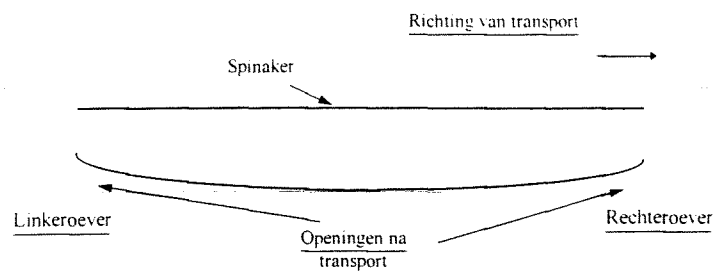 Richting van transport
Spinaker
Linkeroever
Rechteroever
Openingen na
transport